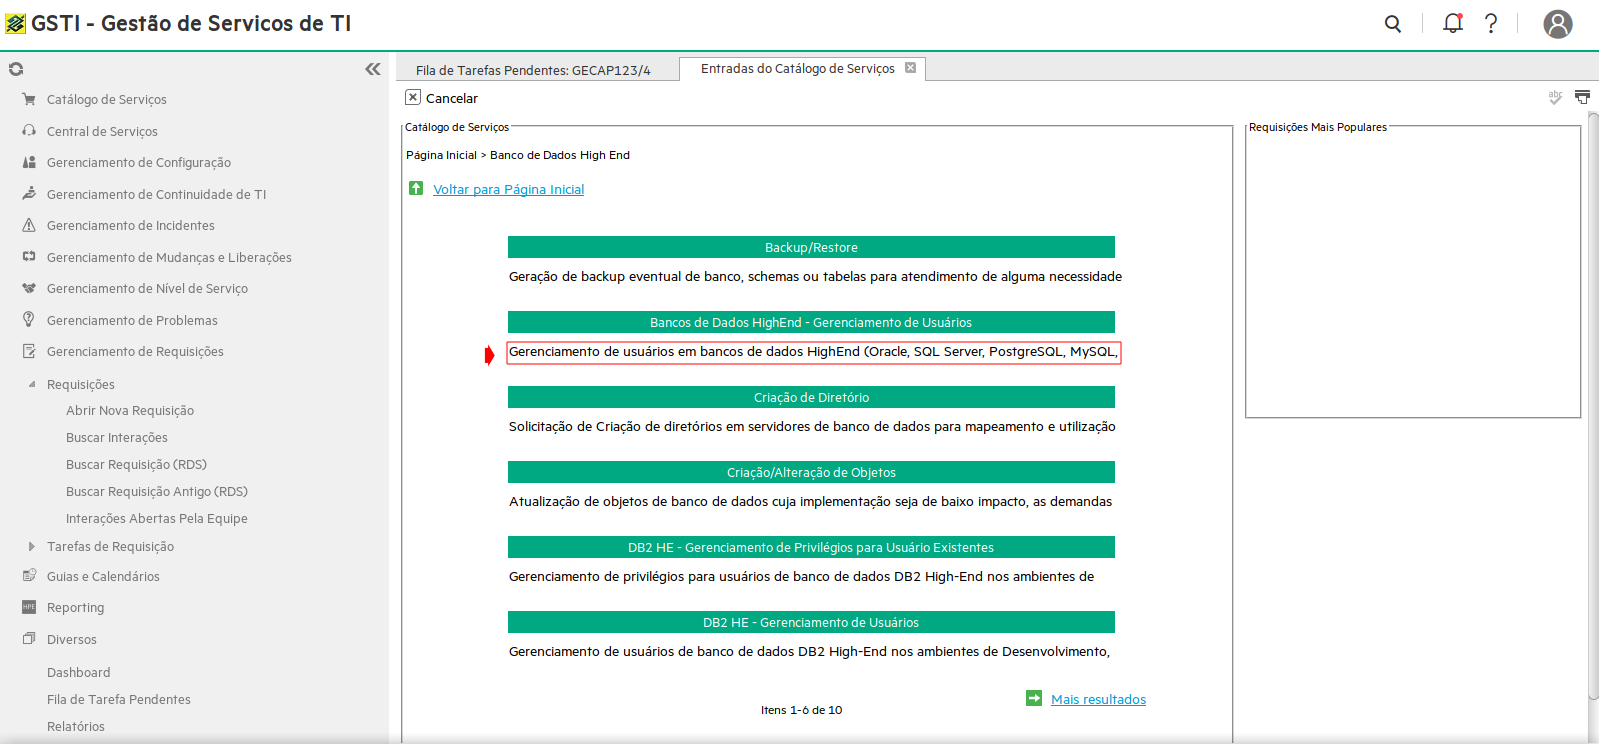 GSTI - Gestão de Servicos de TI
Catálogo de Serviços
Central de Serviços
Gerenciamento de Configuração
Gerenciamento de Continuidade de TI
Gerenciamento de Incidentes
Gerenciamento de Mudanças e Liberações
Gerenciamento de Nível de Serviço
Gerenciamento de Problemas
Gerenciamento de Requisições
Requisições
Abrir Nova Requisição
Buscar Interações
Buscar Requisição (RDS)
Buscar Requisição Antigo (RDS)
Interações Abertas Pela Equipe
Tarefas de Requisição
Guias e Calendários
HPE Reporting
Diversos
Dashboard
Fila de Tarefa Pendentes
Relatórios
Fila de Tarefas Pendentes: GECAP123/4
Entradas do Catálogo de Serviços
Cancelar
abc
Catálogo de Serviços
Página Inicial > Banco de Dados High End
Voltar para Página Inicial
Backup/Restore
Geração de backup eventual de banco, schemas ou tabelas para atendimento de alguma necessidade
Bancos de Dados HighEnd - Gerenciamento de Usuários
Gerenciamento de usuários em bancos de dados HighEnd (Oracle, SQL Server, PostgreSQL, MySQL,
Criação de Diretório
Solicitação de Criação de diretórios em servidores de banco de dados para mapeamento e utilização
Criação/Alteração de Objetos
Atualização de objetos de banco de dados cuja implementação seja de baixo impacto, as demandas
DB2 HE - Gerenciamento de Privilégios para Usuário Existentes
Gerenciamento de privilégios para usuários de banco de dados DB2 High-End nos ambientes de
DB2 HE - Gerenciamento de Usuários
Gerenciamento de usuários de banco de dados DB2 High-End nos ambientes de Desenvolvimento,
Mais resultados
Itens 1-6 de 10
Requisições Mais Populares